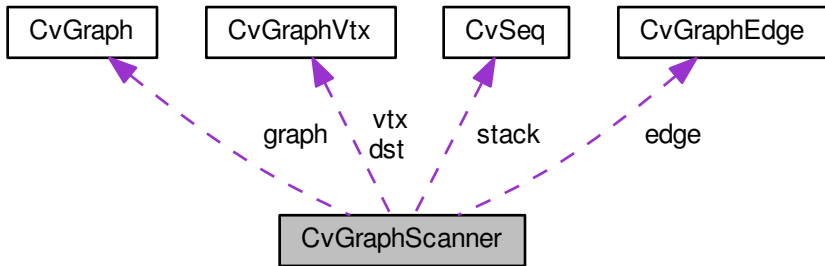 CvGraph
CvGraphVtx
CvSeq
CvGraphEdge
graph
vtx
dst
stack
edge
CvGraphScanner